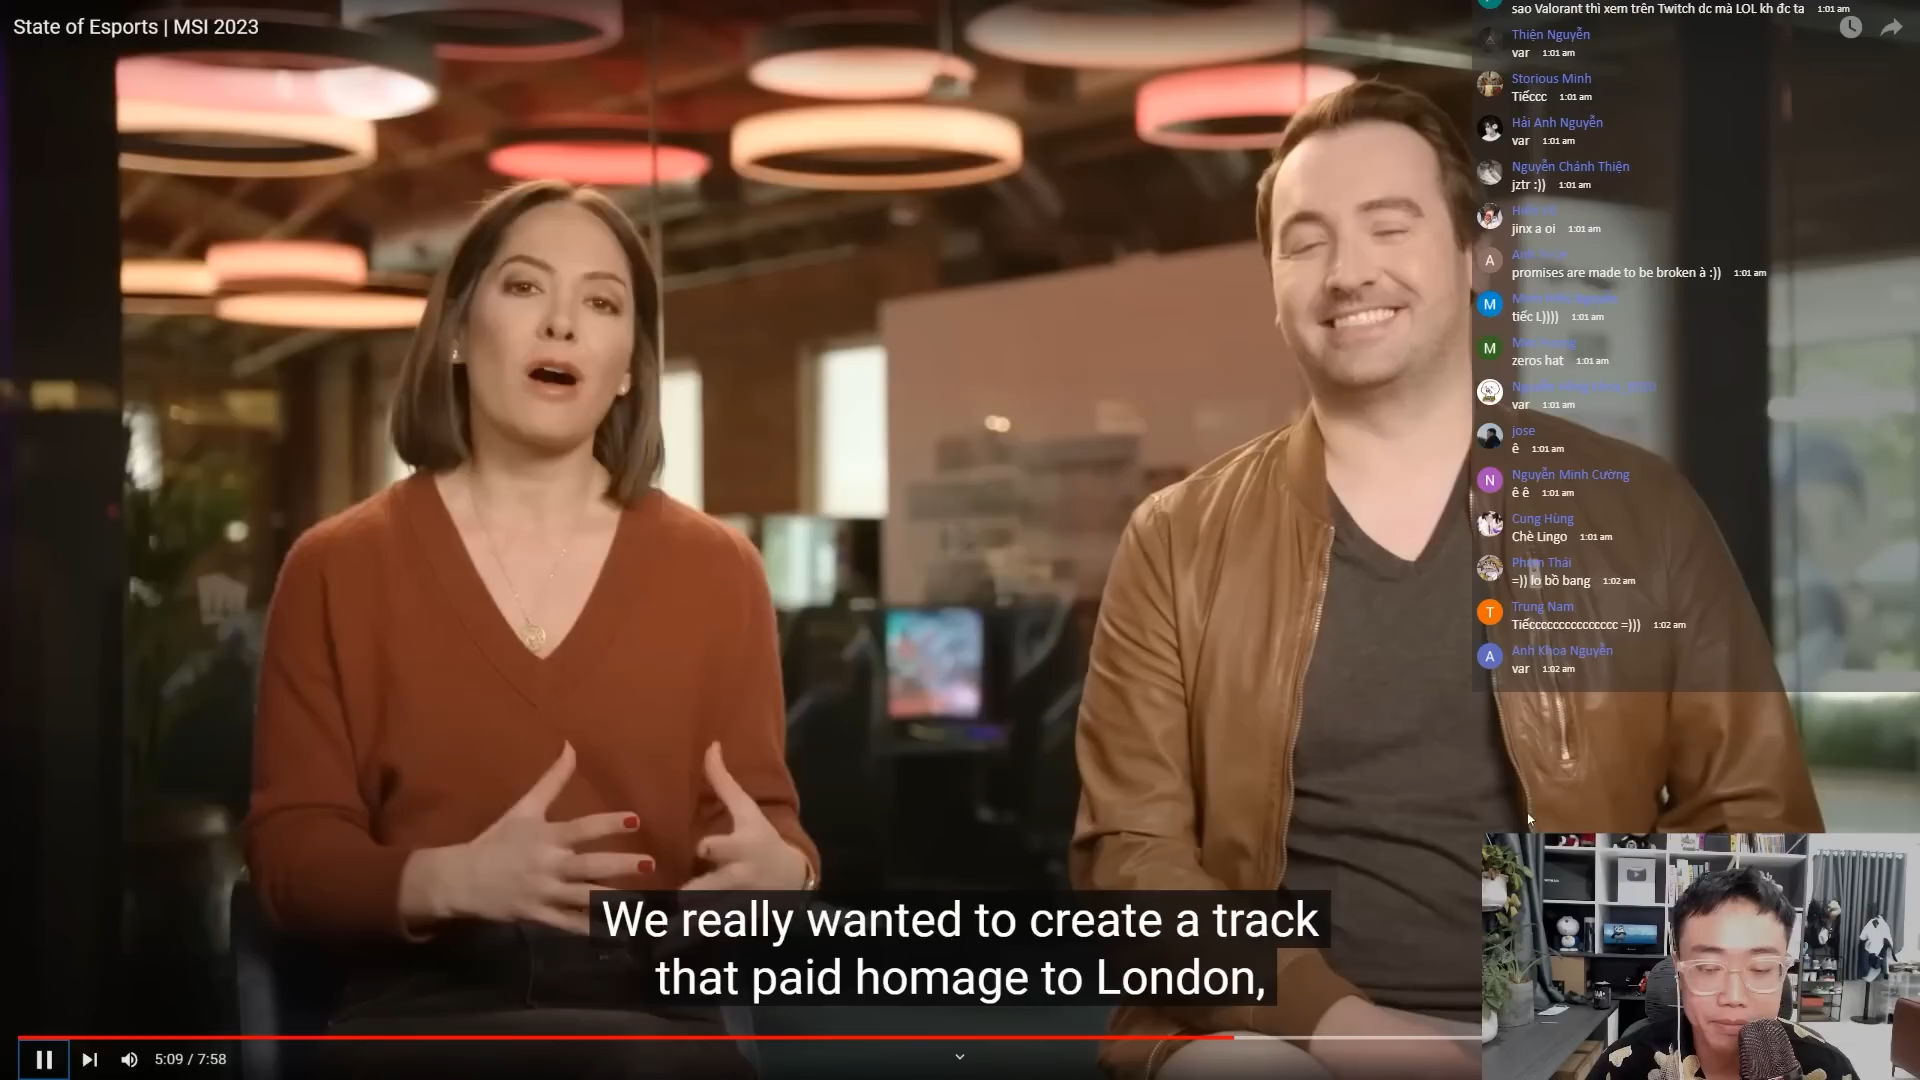 State of Esports | MSI 2023
sao Valorant thì xem trên Twitch dc mà LOL kh đc ta 1:01 am
Thiện Nguyễn
var 1:01 am
Storious Minh
Tiếccc 1:01 am
Hải Anh Nguyễn
var 1:01 am
Nguyễn Chánh Thiện
jztr :)) 1:01 am
jinx a oi 1:01 am
A
promises are made to be broken à :)) 1:01 am
M
tiếc L)))) 1:01 am
M
zeros hat 1:01 am
var 1:01 am
jose
ê 1:01 am
N
Nguyễn Minh Cường
ê ê 1:01 am
Cung Hùng
Chè Lingo 1:01 am
Phạm Thái
=)) lo bồ bang 1:02 am
T
Trung Nam
Tiếccccccccccccccc =))) 1:02 am
A
Anh Khoa Nguyễn
var 1:02 am
We really wanted to create a track
that paid homage to London,
5:09 / 7:58